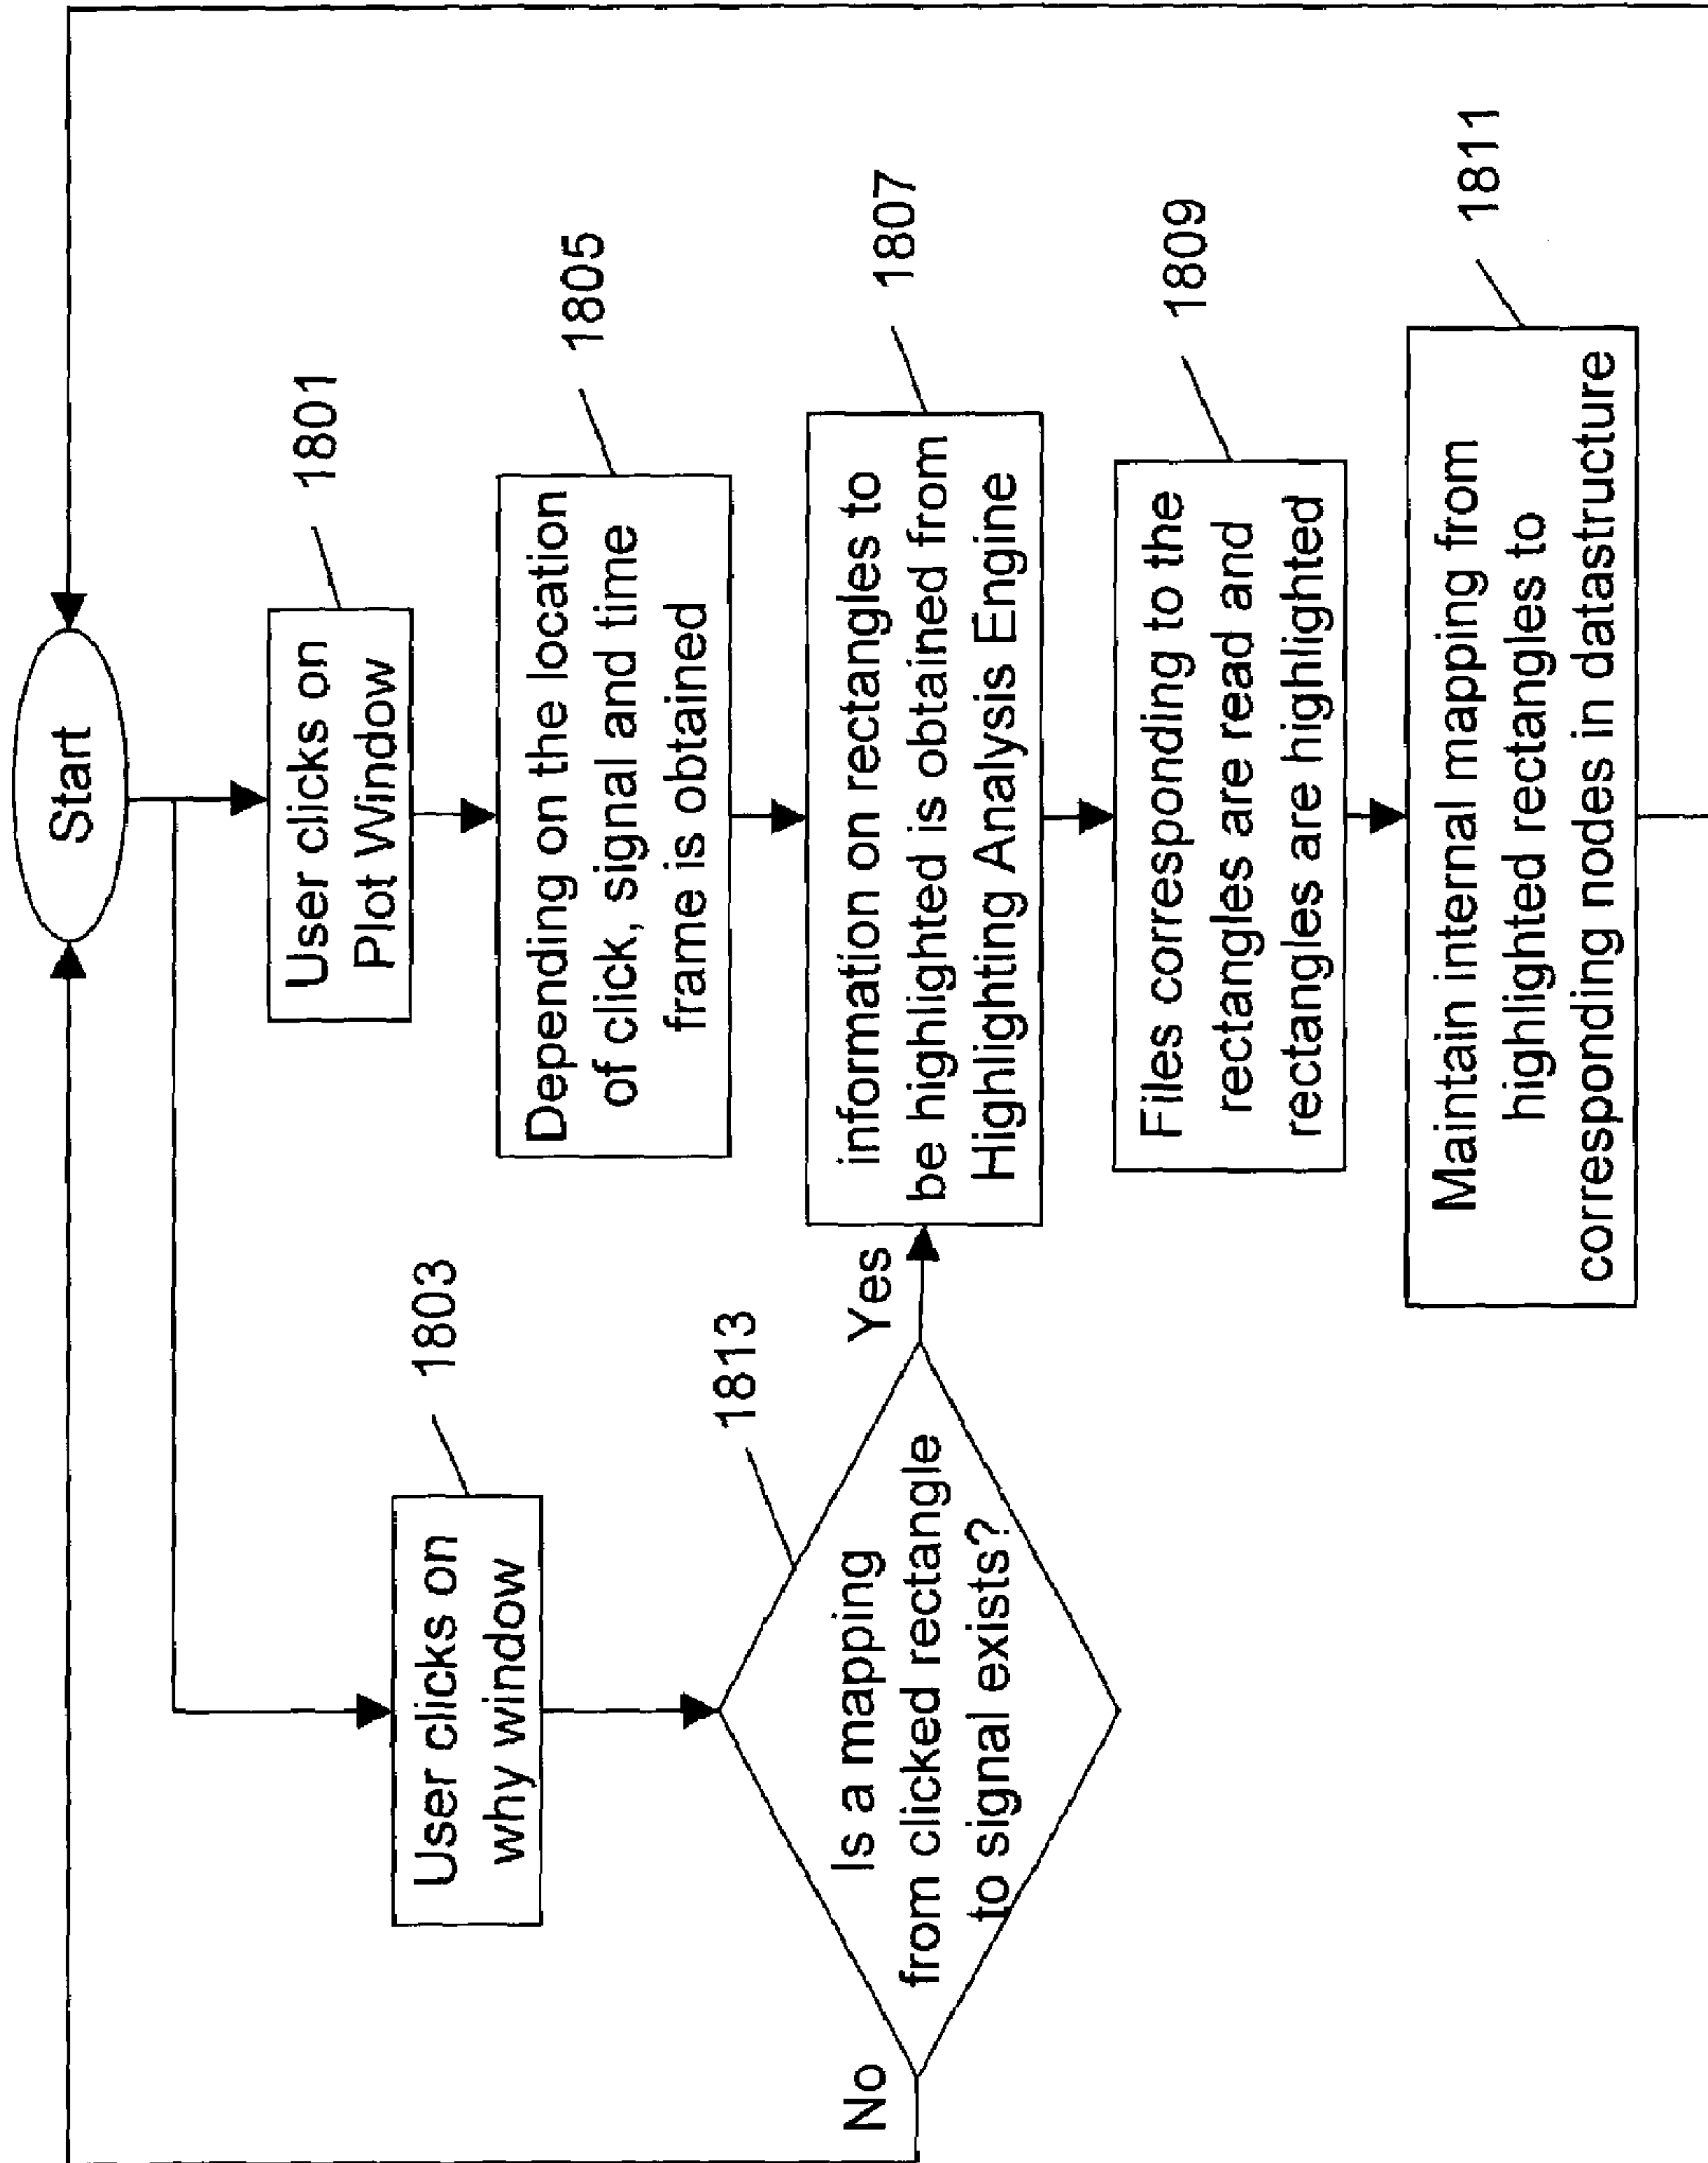 Start
User clicks on
Plot Window
1801
User clicks on
why window
1803
Depending on the location
of click, signal and time
frame is obtained
1805
Is a mapping
from clicked rectangle
to signal exists?
1813
Yes
No
information on rectangles to
be highlighted is obtained from
Highlighting Analysis Engine
1807
Files corresponding to the
rectangles are read and
rectangles are highlighted
1809
Maintain internal mapping from
highlighted rectangles to
corresponding nodes in datastructure
1811